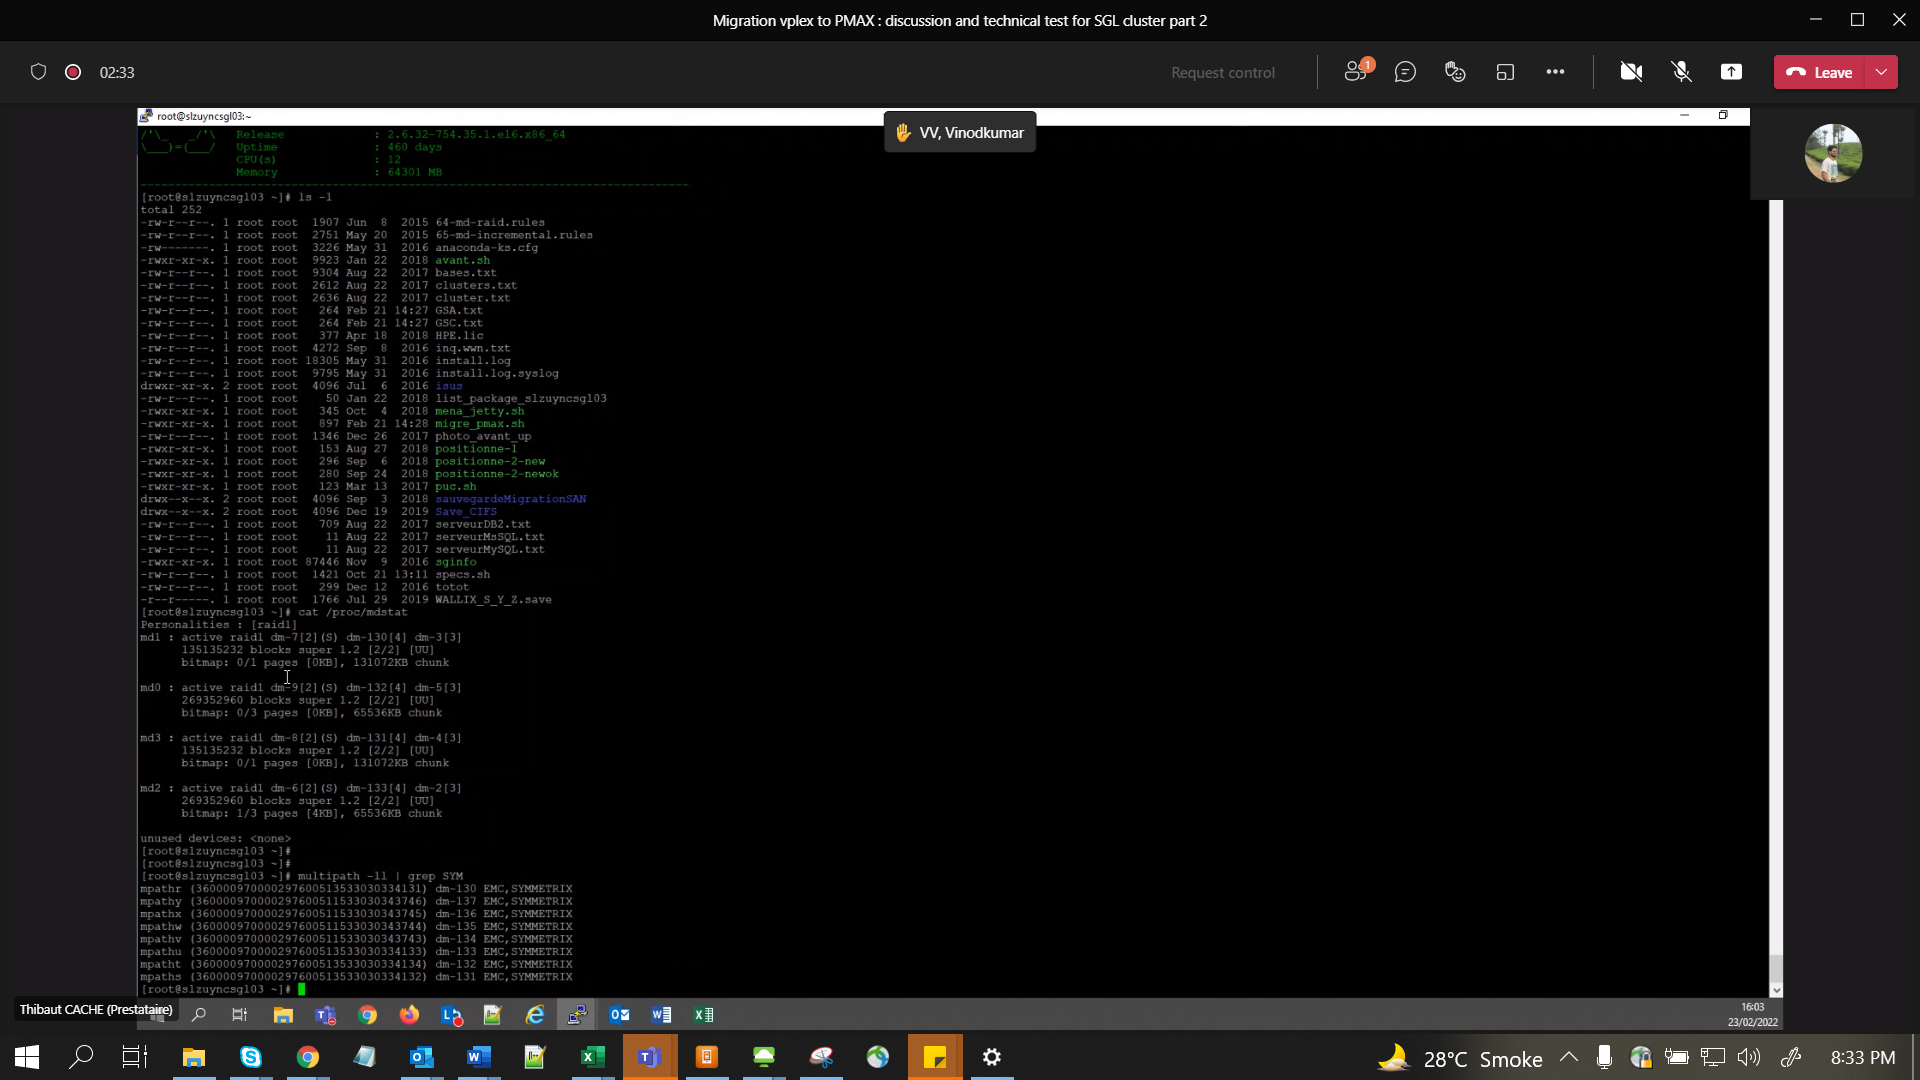 Migration vplex to PMAX : discussion and technical test for SGL cluster part 2
02:33
Request control
1
Leave
root@slzuyncsgl03:~
VV, Vinodkumar
/'\_   _/'\   Release              : 2.6.32-754.35.1.el6.x86_64
\___)=(___/   Uptime               : 460 days
CPU(s)               : 12
Memory               : 64301 MB
--------------------------------------------------------------------------------
[root@slzuyncsgl03 ~]# ls -l
total 252
-rw-r--r--. 1 root root  1907 Jun  8  2015 64-md-raid.rules
-rw-r--r--. 1 root root  2751 May 20  2015 65-md-incremental.rules
-rw-------. 1 root root  3226 May 31  2016 anaconda-ks.cfg
-rwxr-xr-x. 1 root root  9923 Jan 22  2018 avant.sh
-rw-r--r--. 1 root root  9304 Aug 22  2017 bases.txt
-rw-r--r--. 1 root root  2612 Aug 22  2017 clusters.txt
-rw-r--r--. 1 root root  2636 Aug 22  2017 cluster.txt
-rw-r--r--. 1 root root   264 Feb 21 14:27 GSA.txt
-rw-r--r--. 1 root root   264 Feb 21 14:27 GSC.txt
-rw-r--r--. 1 root root   377 Apr 18  2018 HPE.lic
-rw-r--r--. 1 root root  4272 Sep  8  2016 inq.wwn.txt
-rw-r--r--. 1 root root 18305 May 31  2016 install.log
-rw-r--r--. 1 root root  9795 May 31  2016 install.log.syslog
drwxr-xr-x. 2 root root  4096 Jul  6  2016 isus
-rw-r--r--. 1 root root    50 Jan 22  2018 list_package_slzuyncsgl03
-rwxr-xr-x. 1 root root   345 Oct  4  2018 mena_jetty.sh
-rwxr-xr-x. 1 root root   897 Feb 21 14:28 migre_pmax.sh
-rw-r--r--. 1 root root  1346 Dec 26  2017 photo_avant_up
-rwxr-xr-x. 1 root root   153 Aug 27  2018 positionne-1
-rwxr-xr-x. 1 root root   296 Sep  6  2018 positionne-2-new
-rwxr-xr-x. 1 root root   280 Sep 24  2018 positionne-2-newok
-rwxr-xr-x. 1 root root   123 Mar 13  2017 puc.sh
drwx--x--x. 2 root root  4096 Sep  3  2018 sauvegardeMigrationSAN
drwx--x--x. 2 root root  4096 Dec 19  2019 Save_CIFS
-rw-r--r--. 1 root root   709 Aug 22  2017 serveurDB2.txt
-rw-r--r--. 1 root root    11 Aug 22  2017 serveurMsSQL.txt
-rw-r--r--. 1 root root    11 Aug 22  2017 serveurMySQL.txt
-rwxr-xr-x. 1 root root 87446 Nov  9  2016 sginfo
-rw-r--r--. 1 root root  1421 Oct 21 13:11 specs.sh
-rw-r--r--. 1 root root   299 Dec 12  2016 totot
-r--r-----. 1 root root  1766 Jul 29  2019 WALLIX_S_Y_Z.save
[root@slzuyncsgl03 ~]# cat /proc/mdstat
Personalities : [raid1]
md1 : active raid1 dm-7[2](S) dm-130[4] dm-3[3]
135135232 blocks super 1.2 [2/2] [UU]
bitmap: 0/1 pages [0KB], 131072KB chunk
md0 : active raid1 dm-9[2](S) dm-132[4] dm-5[3]
269352960 blocks super 1.2 [2/2] [UU]
bitmap: 0/3 pages [0KB], 65536KB chunk
md3 : active raid1 dm-8[2](S) dm-131[4] dm-4[3]
135135232 blocks super 1.2 [2/2] [UU]
bitmap: 0/1 pages [0KB], 131072KB chunk
md2 : active raid1 dm-6[2](S) dm-133[4] dm-2[3]
269352960 blocks super 1.2 [2/2] [UU]
bitmap: 1/3 pages [4KB], 65536KB chunk
unused devices: <none>
[root@slzuyncsgl03 ~]#
[root@slzuyncsgl03 ~]#
[root@slzuyncsgl03 ~]# multipath -ll | grep SYM
mpathr (360000970000297600513533030334131) dm-130 EMC,SYMMETRIX
mpathy (360000970000297600511533030343746) dm-137 EMC,SYMMETRIX
mpathx (360000970000297600511533030343745) dm-136 EMC,SYMMETRIX
mpathw (360000970000297600511533030343744) dm-135 EMC,SYMMETRIX
mpathv (360000970000297600511533030343743) dm-134 EMC,SYMMETRIX
mpathu (360000970000297600513533030334133) dm-133 EMC,SYMMETRIX
mpatht (360000970000297600513533030334134) dm-132 EMC,SYMMETRIX
mpaths (360000970000297600513533030334132) dm-131 EMC,SYMMETRIX
[root@slzuyncsgl03 ~]#
Thibaut CACHE (Prestataire)
16:03
23/02/2022
28°C Smoke
8:33 PM